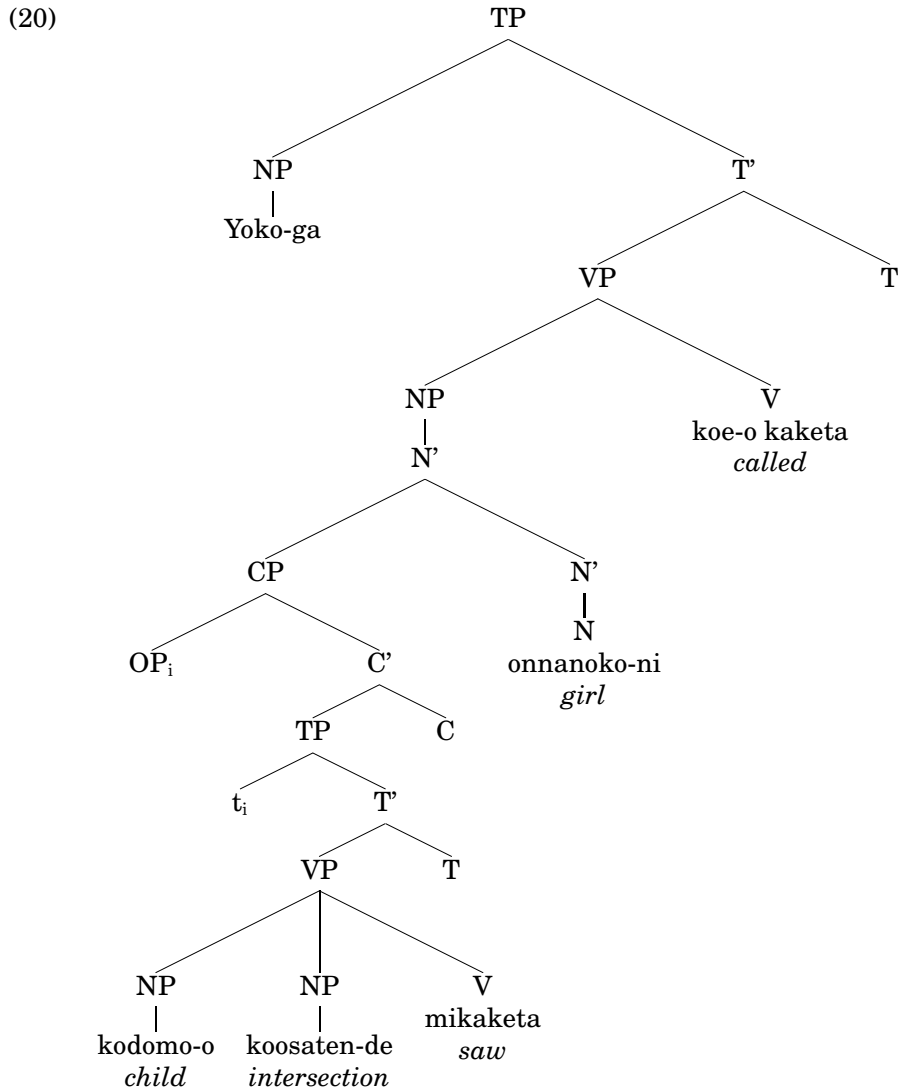 (20) TP
NP T’
Yoko-ga
VP T
NP V
koe-o kaketa
called
N’
CP N’
N
OPi C’ onnanoko-ni
girl
TP C
ti T’
VP T
NP NP V
mikaketa
saw
kodomo-o koosaten-de
child intersection